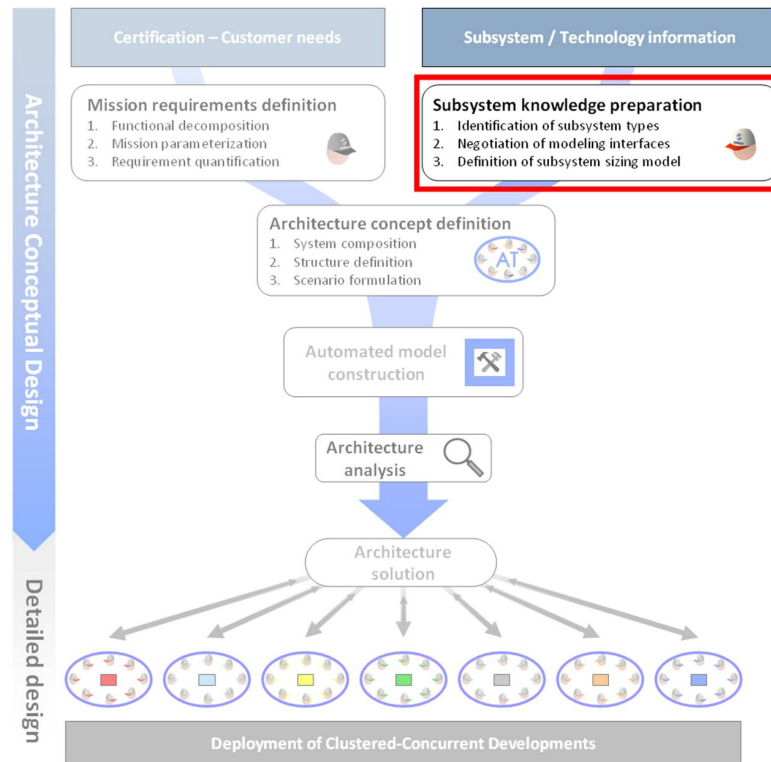 Certification – Customer needs
Subsystem / Technology information
Architecture Conceptual Design
Mission requirements definition
1. Functional decomposition
2. Mission parameterization
3. Requirement quantification
Subsystem knowledge preparation
1. Identification of subsystem types
2. Negotiation of modeling interfaces
3. Definition of subsystem sizing model
Architecture concept definition
1. System composition
2. Structure definition
3. Scenario formulation
AT
Automated model
construction
Architecture
analysis
Architecture
solution
Detailed design
Deployment of Clustered-Concurrent Developments